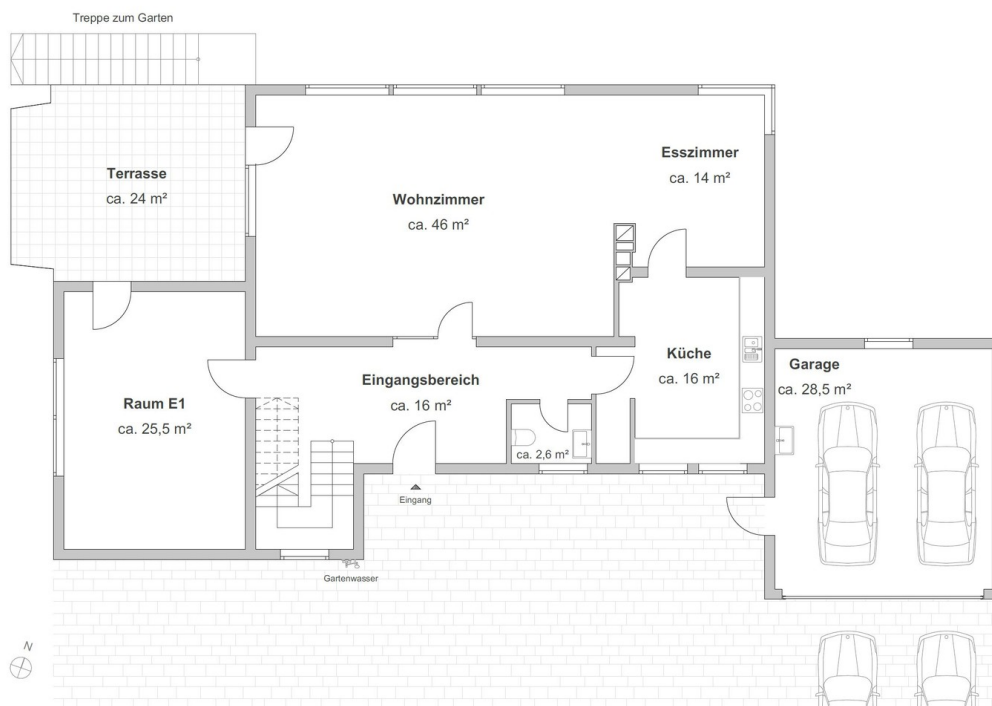 Treppe zum Garten
Terrasse
ca. 24 m²
Wohnzimmer
ca. 46 m²
Esszimmer
ca. 14 m²
Raum E1
ca. 25,5 m²
Eingangsbereich
ca. 16 m²
Küche
ca. 16 m²
Garage
ca. 28,5 m²
ca. 2,6 m²
Eingang
Gartenwasser
N